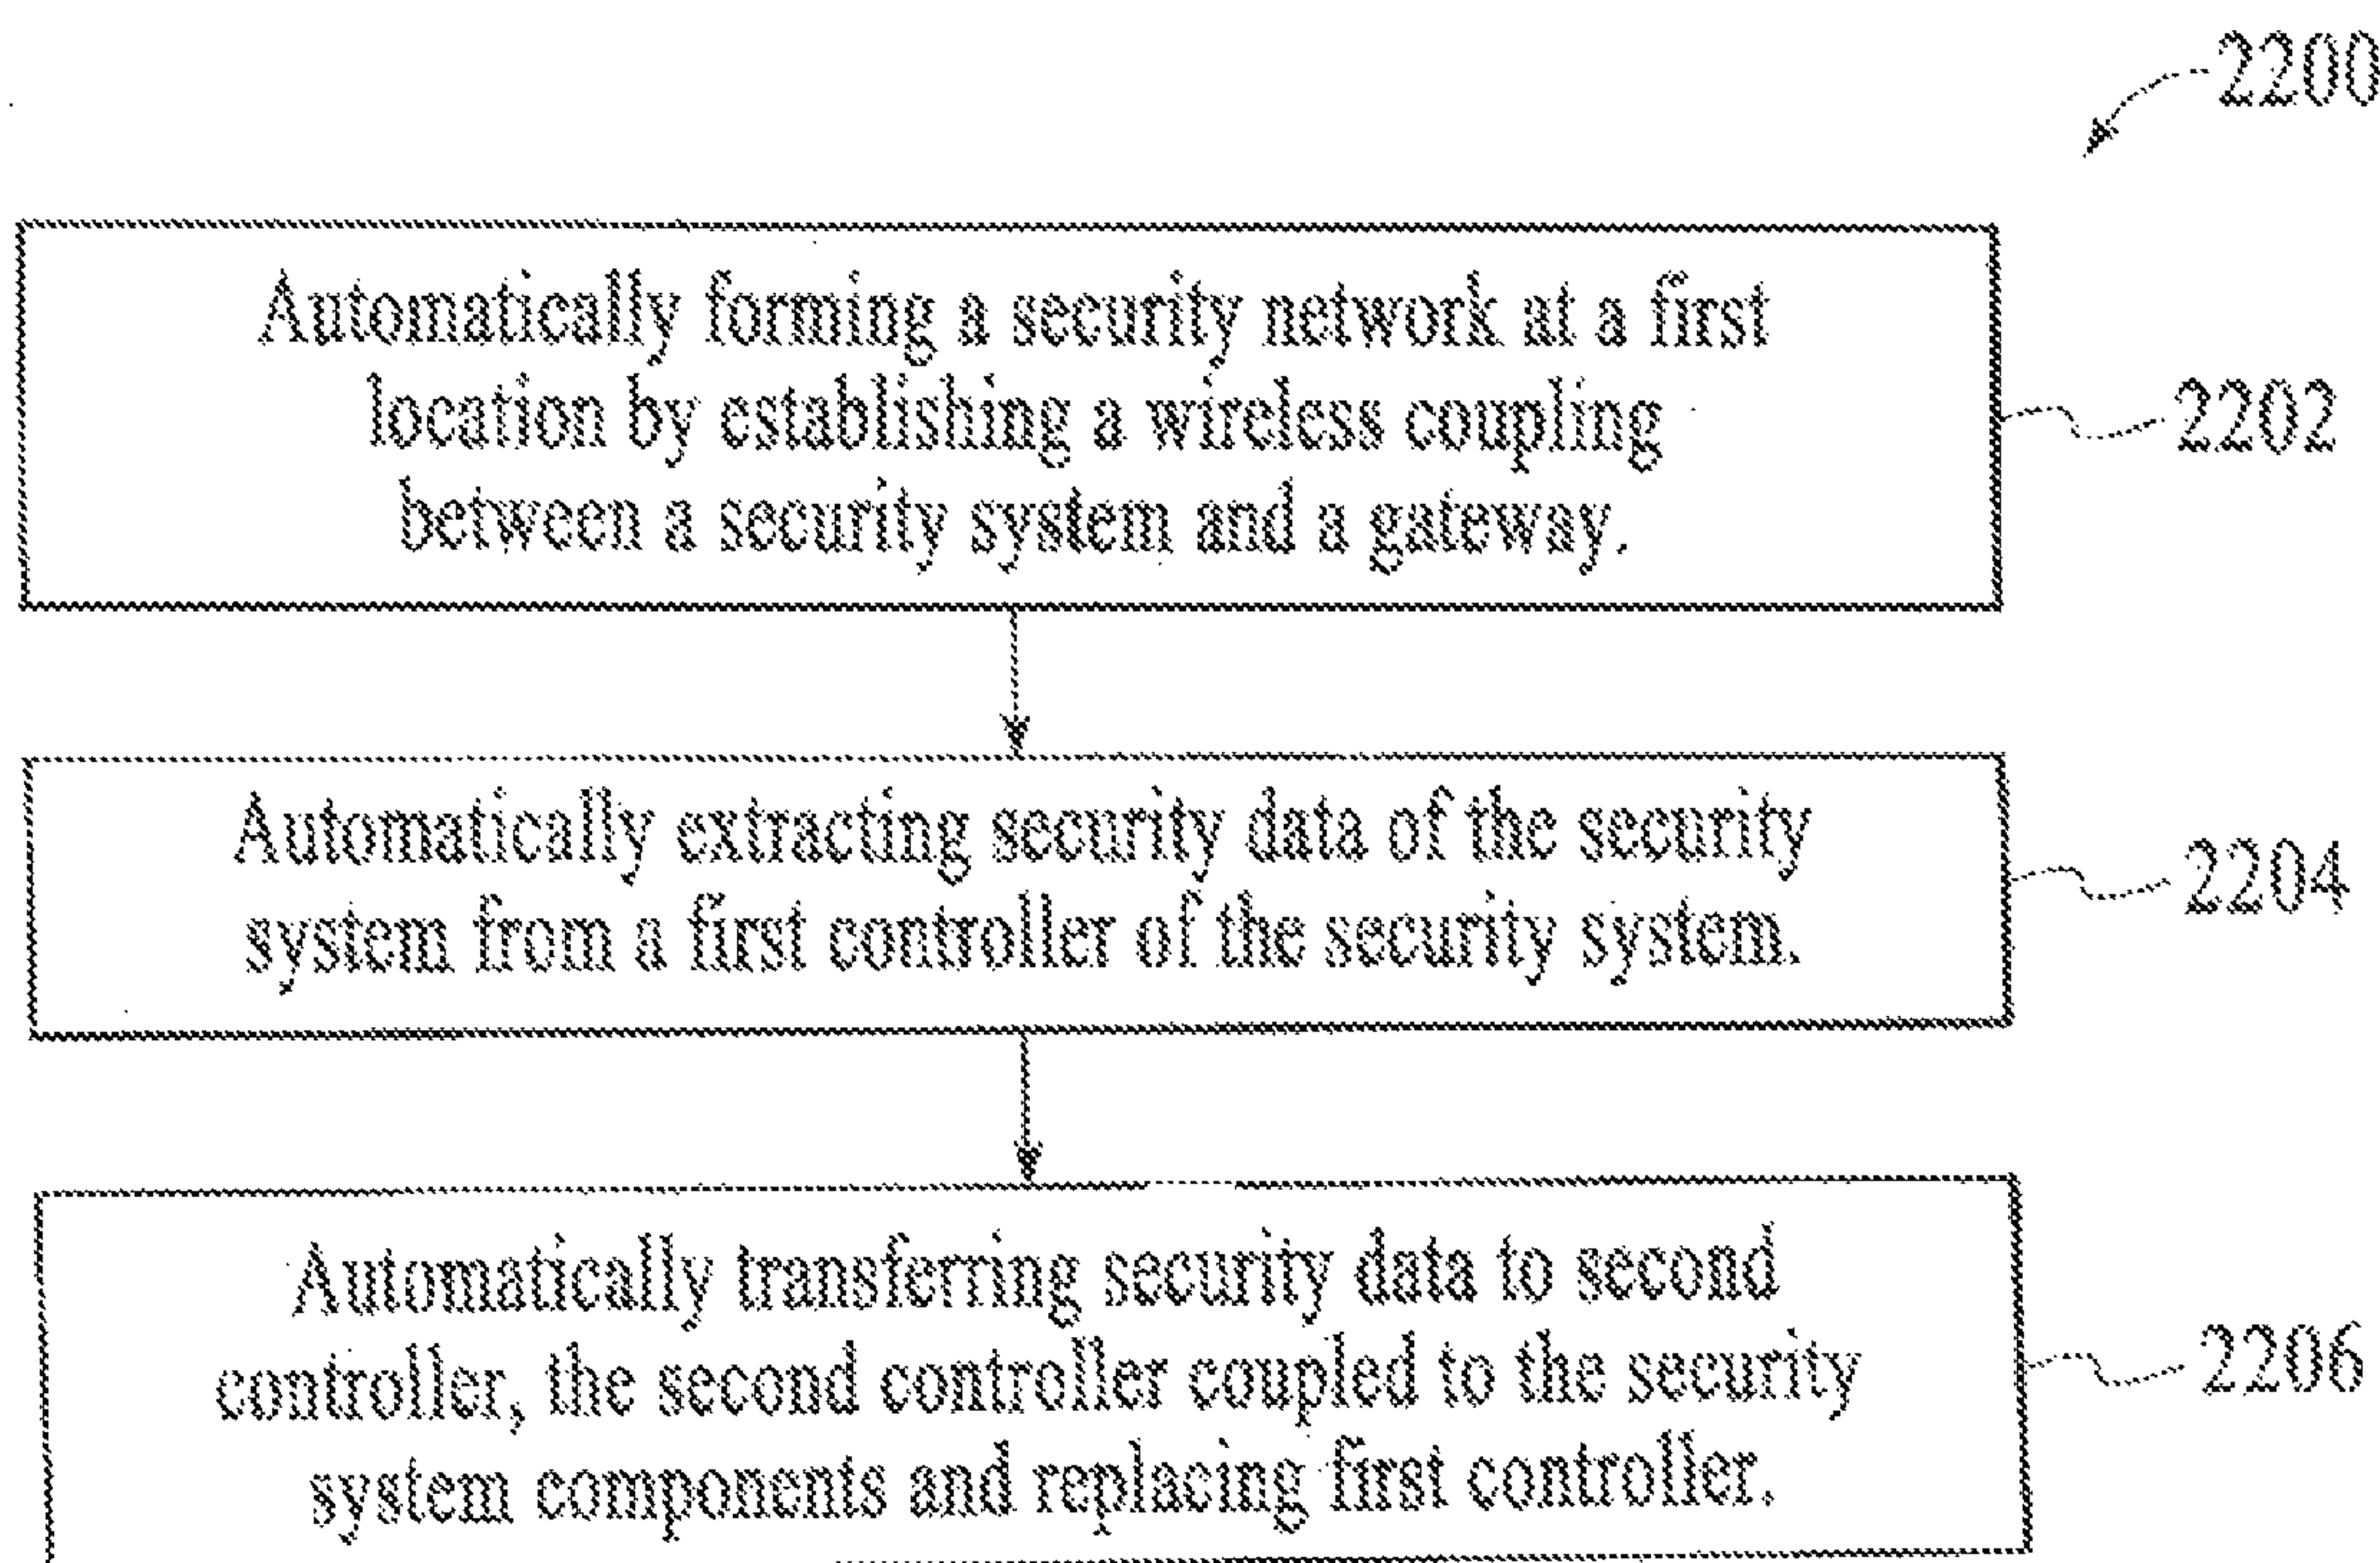 2200
Automatically forming a security network at a first
location by establishing a wireless coupling
between a security system and a gateway.
2202
Automatically extracting security data of the security
system from a first controller of the security system.
2204
Automatically transferring security data to second
controller, the second controller coupled to the security
system components and replacing first controller.
2206